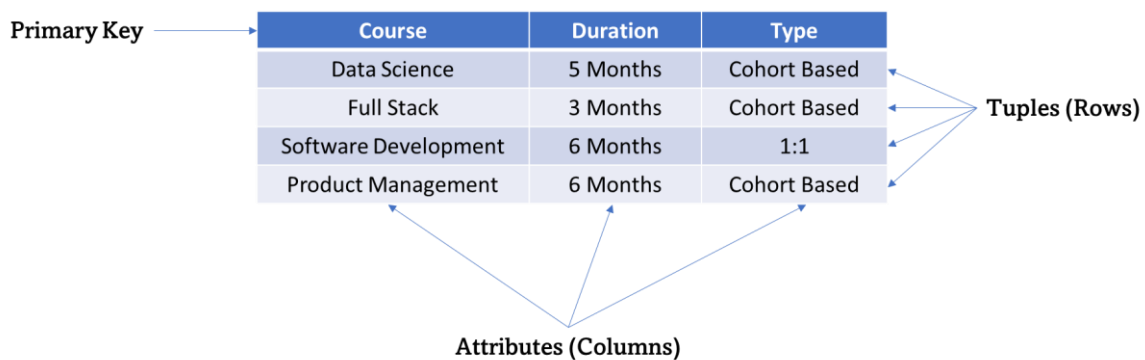 Primary Key
Course Duration Type
Data Science 5 Months Cohort Based
Full Stack 3 Months Cohort Based
Tuples (Rows)
Software Development 6 Months 1:1
Product Management 6 Months Cohort Based
Attributes (Columns)